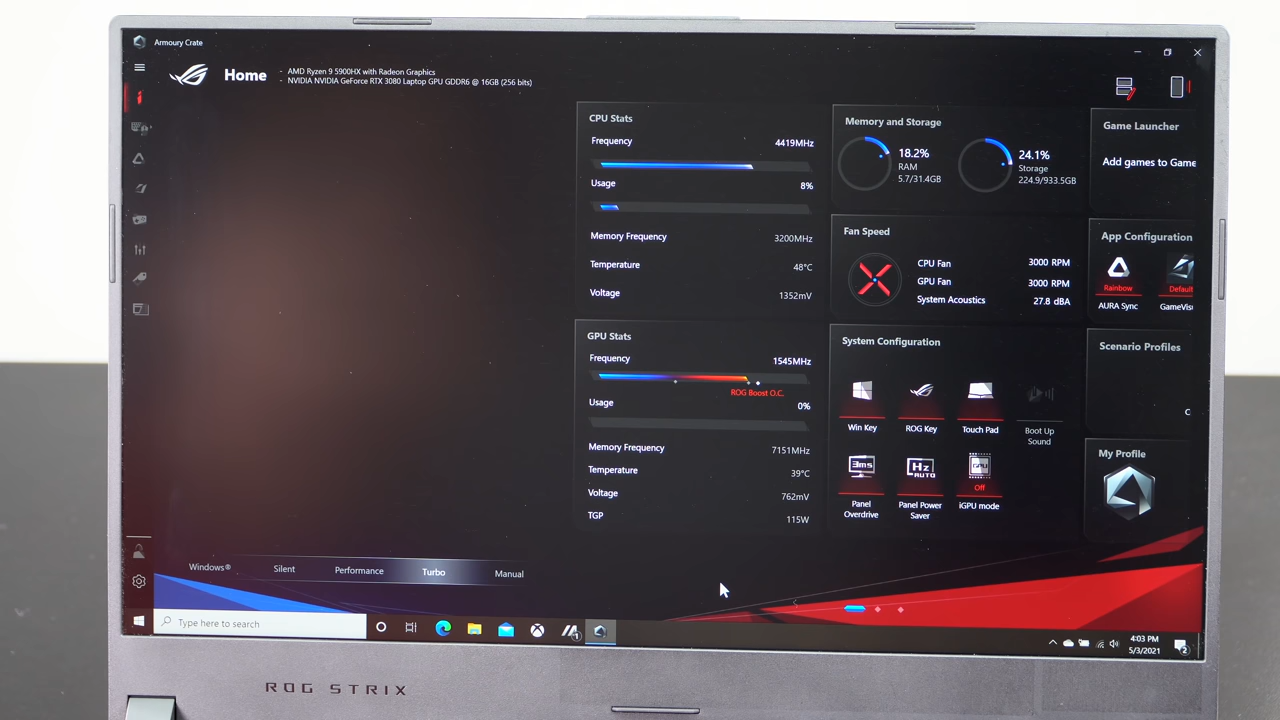 Armoury Crate
Home
- AMD Ryzen 9 5900HX with Radeon Graphics
- NVIDIA NVIDIA GeForce RTX 3080 Laptop GPU GDDR6 @ 16GB (256 bits)
CPU Stats
Frequency 4419MHz
Usage 8%
Memory Frequency 3200MHz
Temperature 48°C
Voltage 1352mV
GPU Stats
Frequency 1545MHz
ROG Boost O.C.
Usage 0%
Memory Frequency 7151MHz
Temperature 39°C
Voltage 762mV
TGP 115W
Memory and Storage
18.2%
RAM
5.7/31.4GB
24.1%
Storage
224.9/933.5GB
Fan Speed
CPU Fan 3000 RPM
GPU Fan 3000 RPM
System Acoustics 27.8 dBA
System Configuration
Win Key
ROG Key
Touch Pad
Boot Up
Sound
3ms
Panel
Overdrive
Hz
AUTO
Panel Power
Saver
GPU
Off
iGPU mode
Game Launcher
Add games to Game
App Configuration
Rainbow
AURA Sync
Default
GameVis
Scenario Profiles
C
My Profile
Windows®
Silent
Performance
Turbo
Manual
Type here to search
1
4:03 PM
5/3/2021
2
ROG STRIX